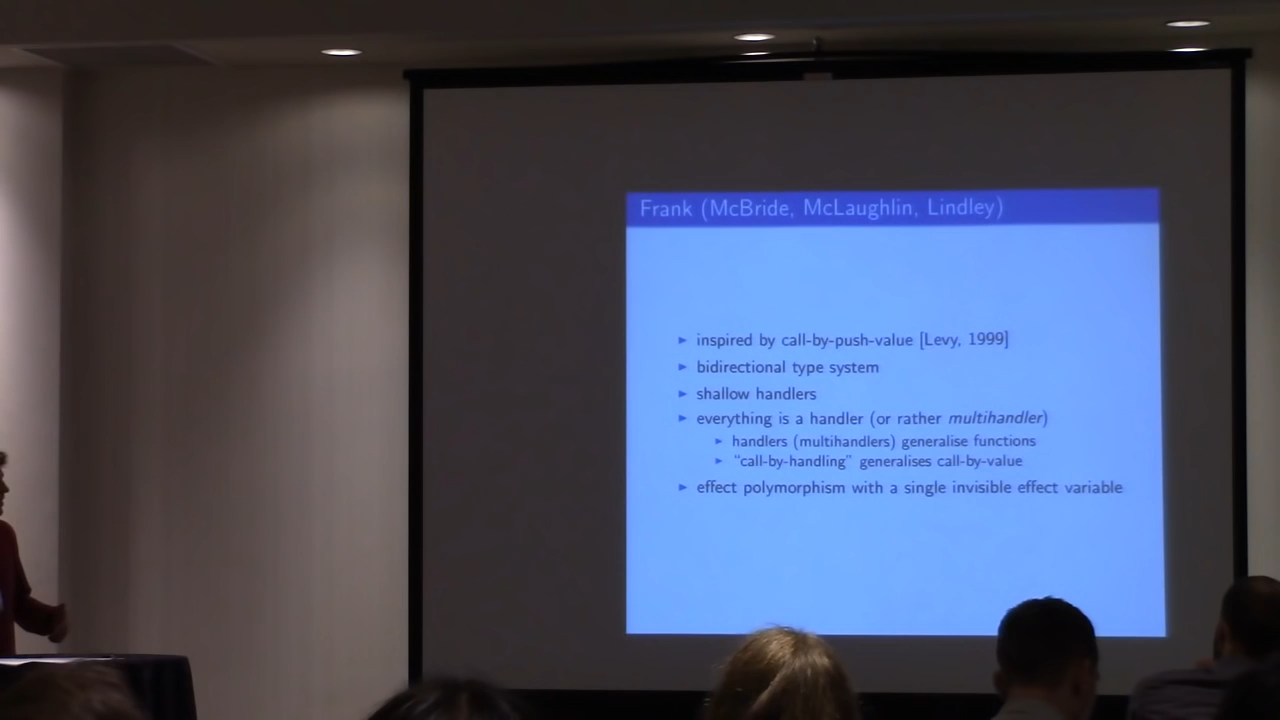 Frank (McBride, McLaughlin, Lindley)
► inspired by call-by-push-value [Levy, 1999]
► bidirectional type system
► shallow handlers
► everything is a handler (or rather multihandler)
► handlers (multihandlers) generalise functions
► “call-by-handling” generalises call-by-value
► effect polymorphism with a single invisible effect variable